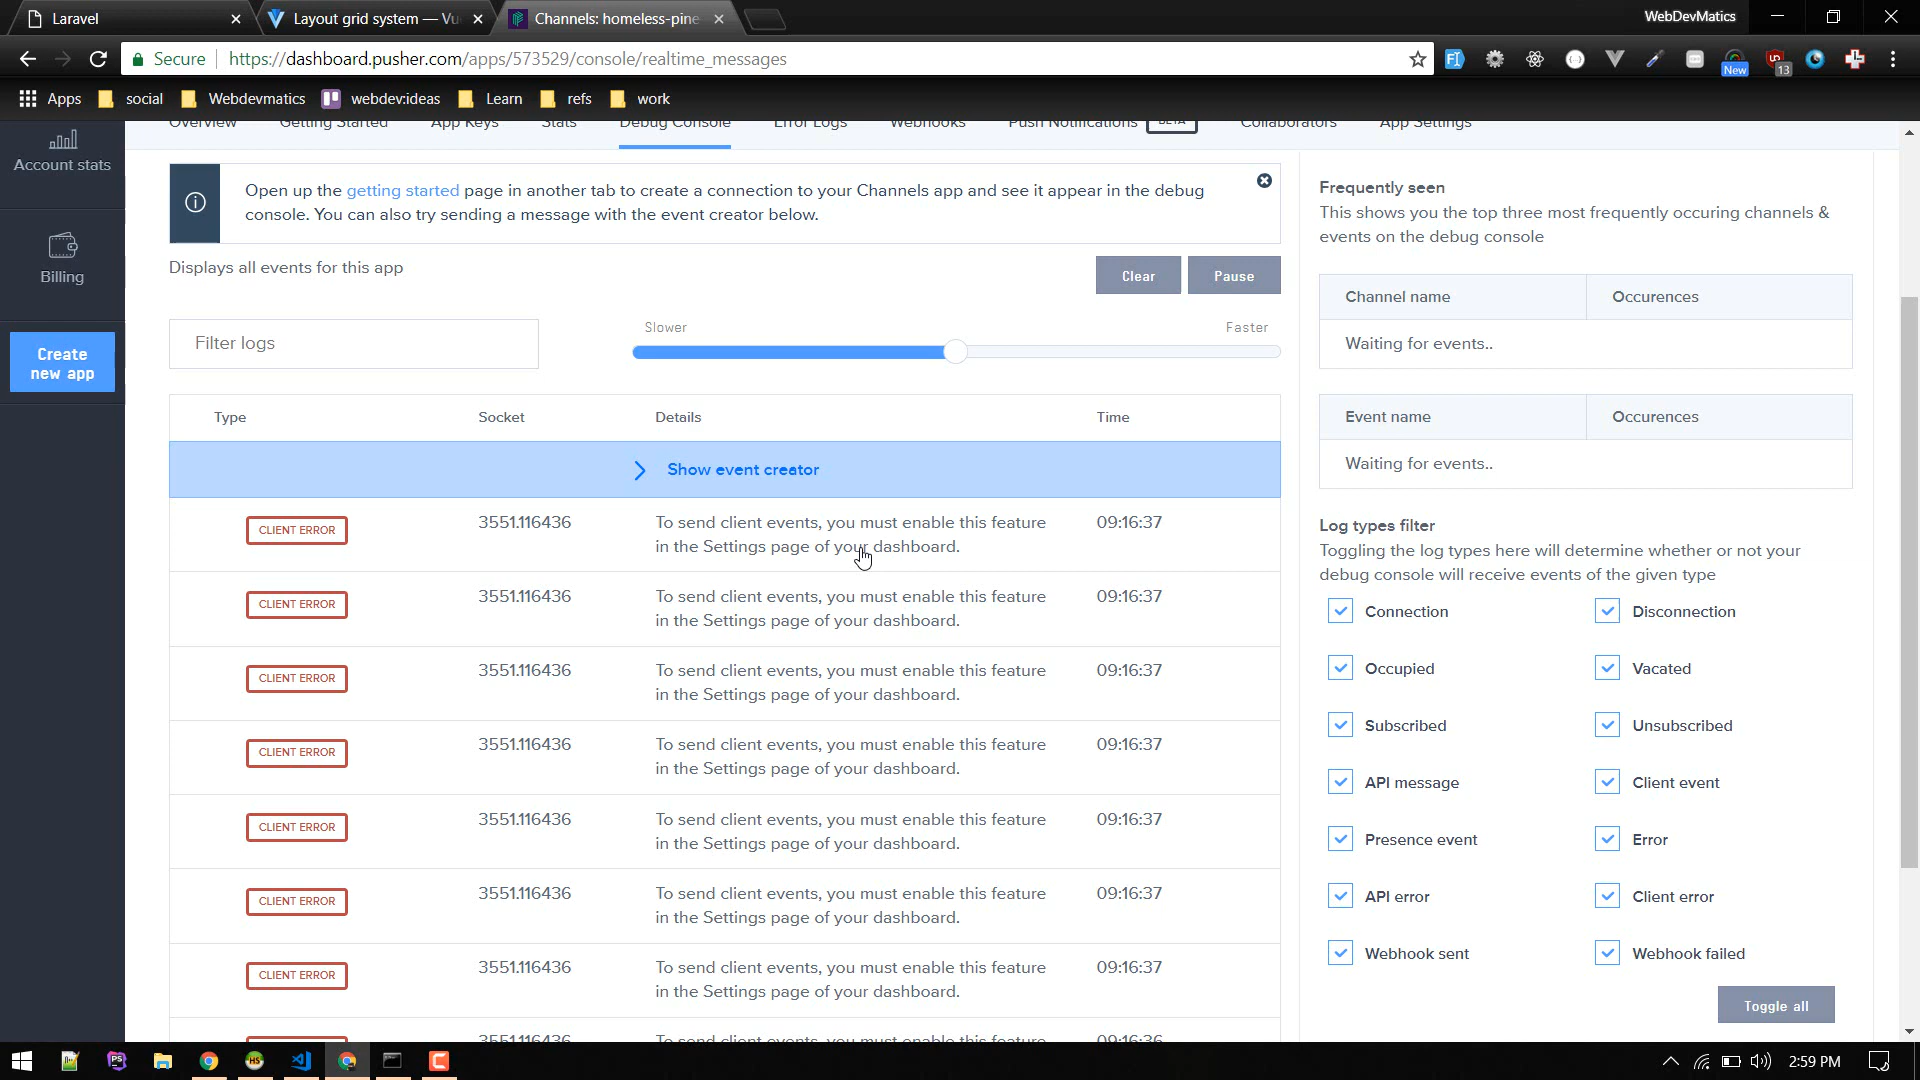 Laravel
Layout grid system — Vu
Channels: homeless-pine
WebDevMatics
Secure
https://dashboard.pusher.com/apps/573529/console/realtime_messages
New
13
Apps
social
Webdevmatics
webdev:ideas
Learn
refs
work
Overview
Getting Started
App Keys
Stats
Debug Console
Error Logs
Webhooks
Push Notifications
BETA
Collaborators
App Settings
Account stats
Billing
Create
new app
Open up the getting started page in another tab to create a connection to your Channels app and see it appear in the debug
console. You can also try sending a message with the event creator below.
Displays all events for this app
Clear
Pause
Filter logs
Slower
Faster
Type
Socket
Details
Time
Show event creator
CLIENT ERROR
3551.116436
To send client events, you must enable this feature
in the Settings page of your dashboard.
09:16:37
CLIENT ERROR
3551.116436
To send client events, you must enable this feature
in the Settings page of your dashboard.
09:16:37
CLIENT ERROR
3551.116436
To send client events, you must enable this feature
in the Settings page of your dashboard.
09:16:37
CLIENT ERROR
3551.116436
To send client events, you must enable this feature
in the Settings page of your dashboard.
09:16:37
CLIENT ERROR
3551.116436
To send client events, you must enable this feature
in the Settings page of your dashboard.
09:16:37
CLIENT ERROR
3551.116436
To send client events, you must enable this feature
in the Settings page of your dashboard.
09:16:37
CLIENT ERROR
3551.116436
To send client events, you must enable this feature
in the Settings page of your dashboard.
09:16:37
3551.116436
To send client events, you must enable this feature
09:16:36
Frequently seen
This shows you the top three most frequently occuring channels &
events on the debug console
Channel name
Occurences
Waiting for events..
Event name
Occurences
Waiting for events..
Log types filter
Toggling the log types here will determine whether or not your
debug console will receive events of the given type
Connection
Disconnection
Occupied
Vacated
Subscribed
Unsubscribed
API message
Client event
Presence event
Error
API error
Client error
Webhook sent
Webhook failed
Toggle all
2:59 PM